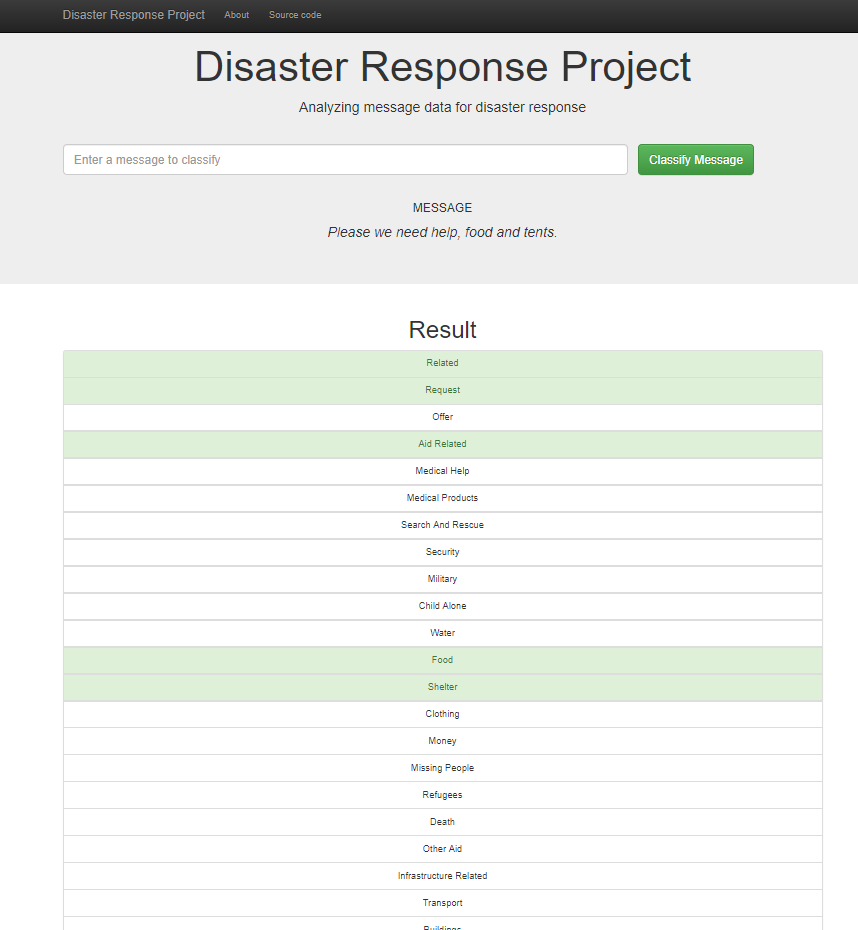 Disaster Response Project About Source code
Disaster Response Project
Analyzing message data for disaster response
Enter a message to classify Classify Message
MESSAGE
Please we need help, food and tents.
Result
Related
Request
Offer
Aid Related
Medical Help
Medical Products
Search And Rescue
Security
Military
Child Alone
Water
Food
Shelter
Clothing
Money
Missing People
Refugees
Death
Other Aid
Infrastructure Related
Transport
Buildings